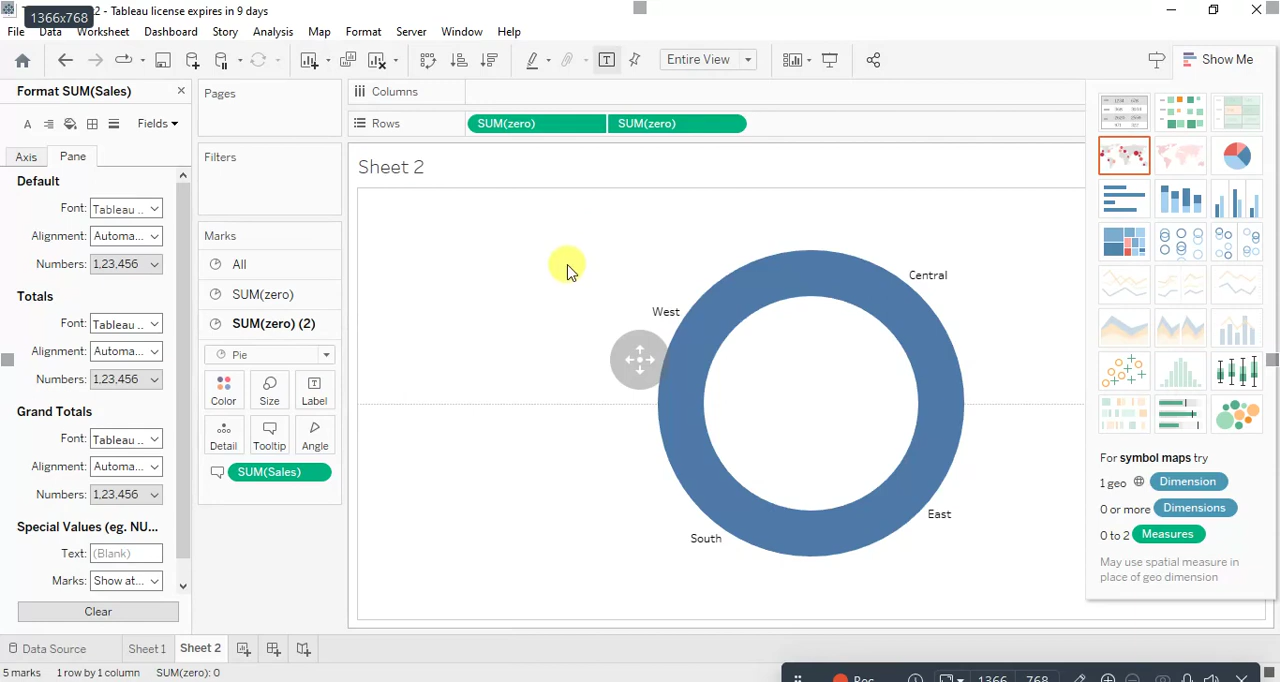 2 - Tableau license expires in 9 days
1366x768
File Data Worksheet Dashboard Story Analysis Map Format Server Window Help
Entire View
Show Me
Format SUM(Sales)
Fields
Axis Pane
Default
Font: Tableau ..
Alignment: Automa..
Numbers: 1,23,456
Totals
Font: Tableau ..
Alignment: Automa..
Numbers: 1,23,456
Grand Totals
Font: Tableau ..
Alignment: Automa..
Numbers: 1,23,456
Special Values (eg. NU...
Text: (Blank)
Marks: Show at...
Clear
Pages
Filters
Marks
All
SUM(zero)
SUM(zero) (2)
Pie
Color Size Label
Detail Tooltip Angle
SUM(Sales)
Columns
Rows SUM(zero) SUM(zero)
Sheet 2
Central
West
East
South
For symbol maps try
1 geo Dimension
0 or more Dimensions
0 to 2 Measures
May use spatial measure in
place of geo dimension
Data Source Sheet 1 Sheet 2
5 marks 1 row by 1 column SUM(zero): 0
Rec 1366 768